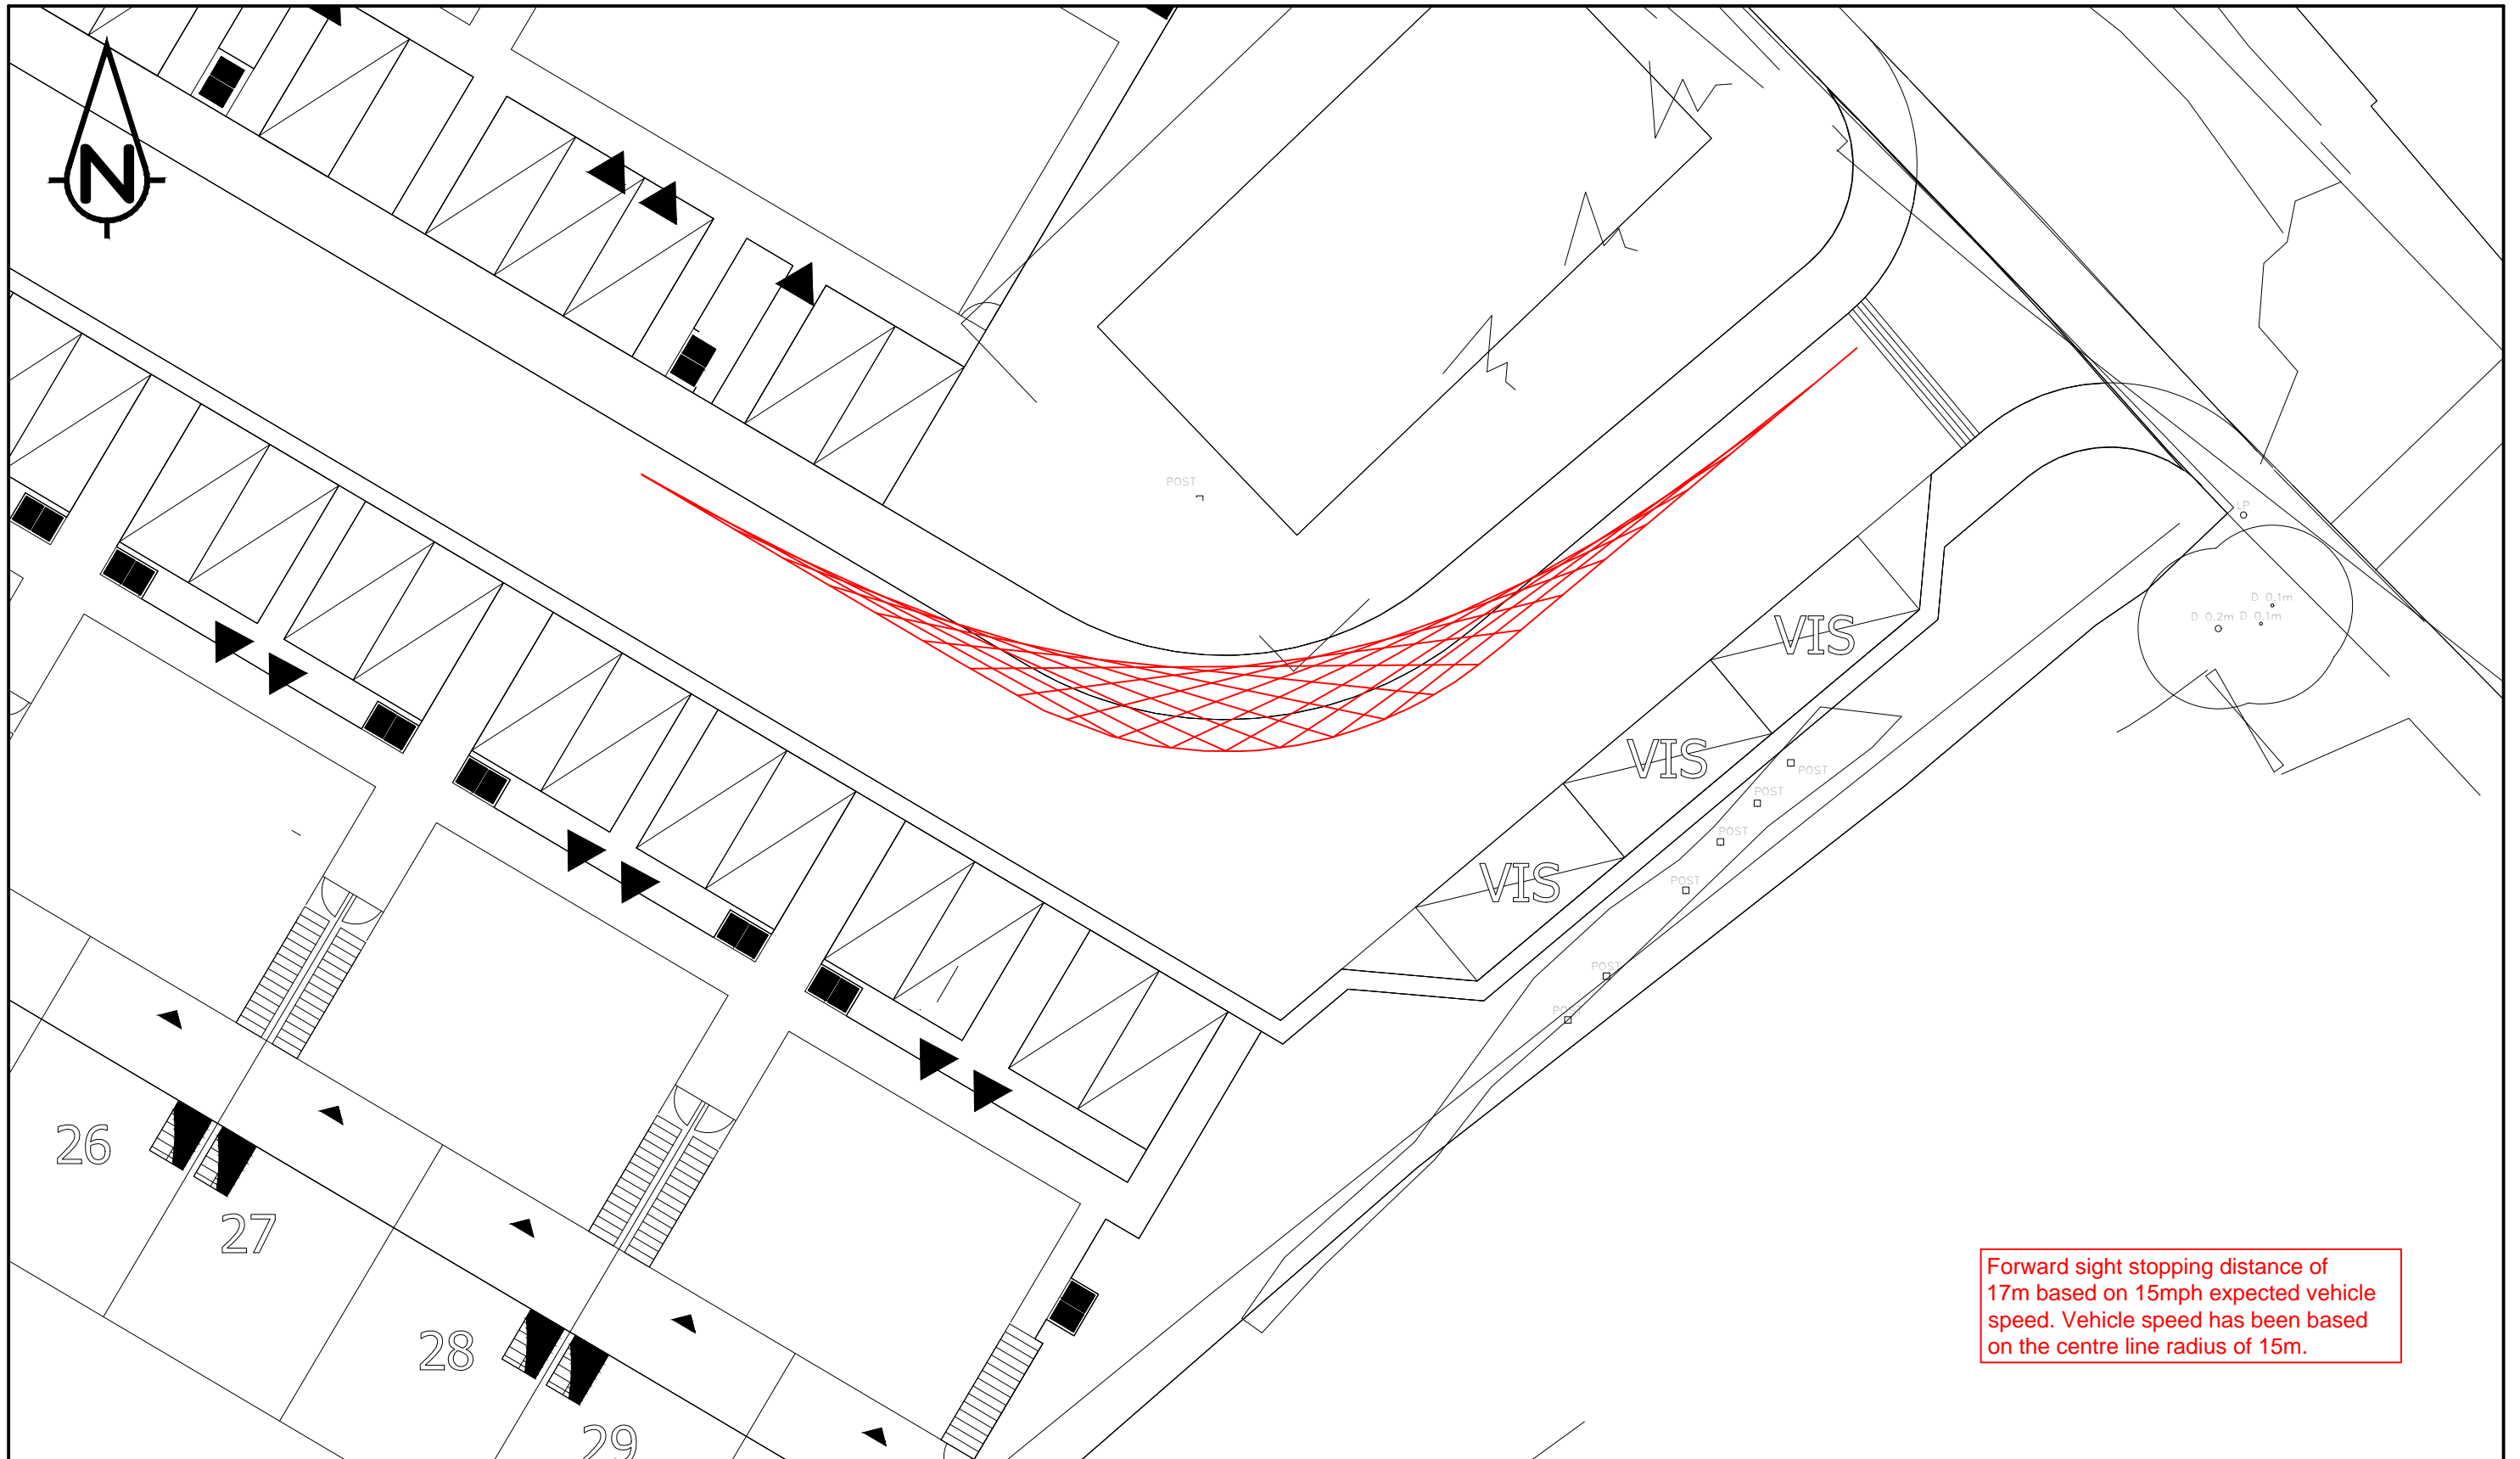 N
POST
LP
D 0.1m
D 0.2m D 0.1m
VIS
VIS
POST
POST
POST
VIS
POST
POST
POST
26
27
28
29
Forward sight stopping distance of
17m based on 15mph expected vehicle
speed. Vehicle speed has been based
on the centre line radius of 15m.